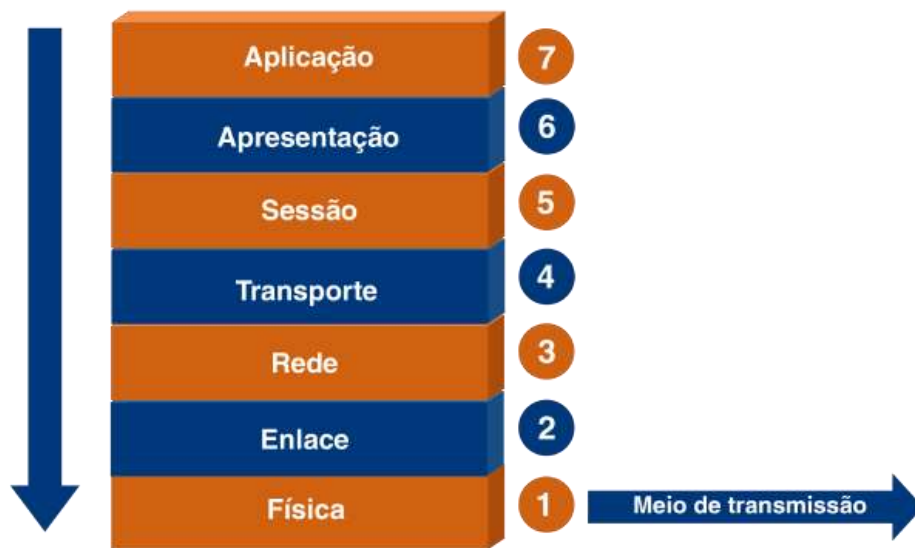 Aplicação 7
Apresentação 6
Sessão 5
Transporte 4
Rede 3
Enlace 2
Física 1 Meio de transmissão